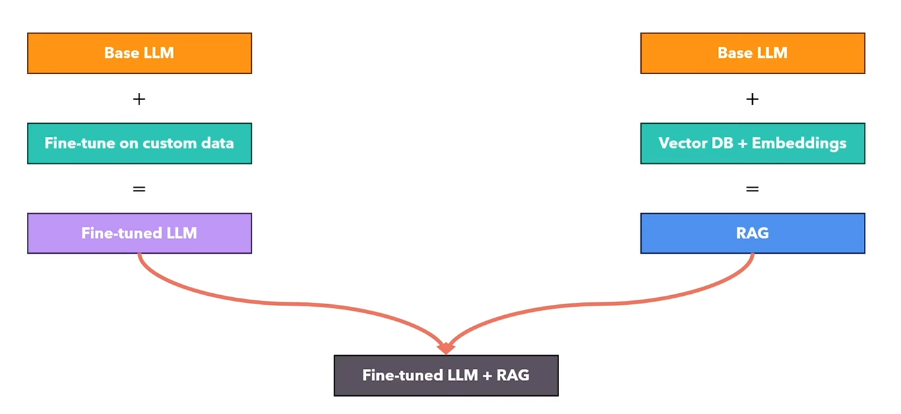 Base LLM
+
Fine-tune on custom data
=
Fine-tuned LLM
Base LLM
+
Vector DB + Embeddings
=
RAG
Fine-tuned LLM + RAG